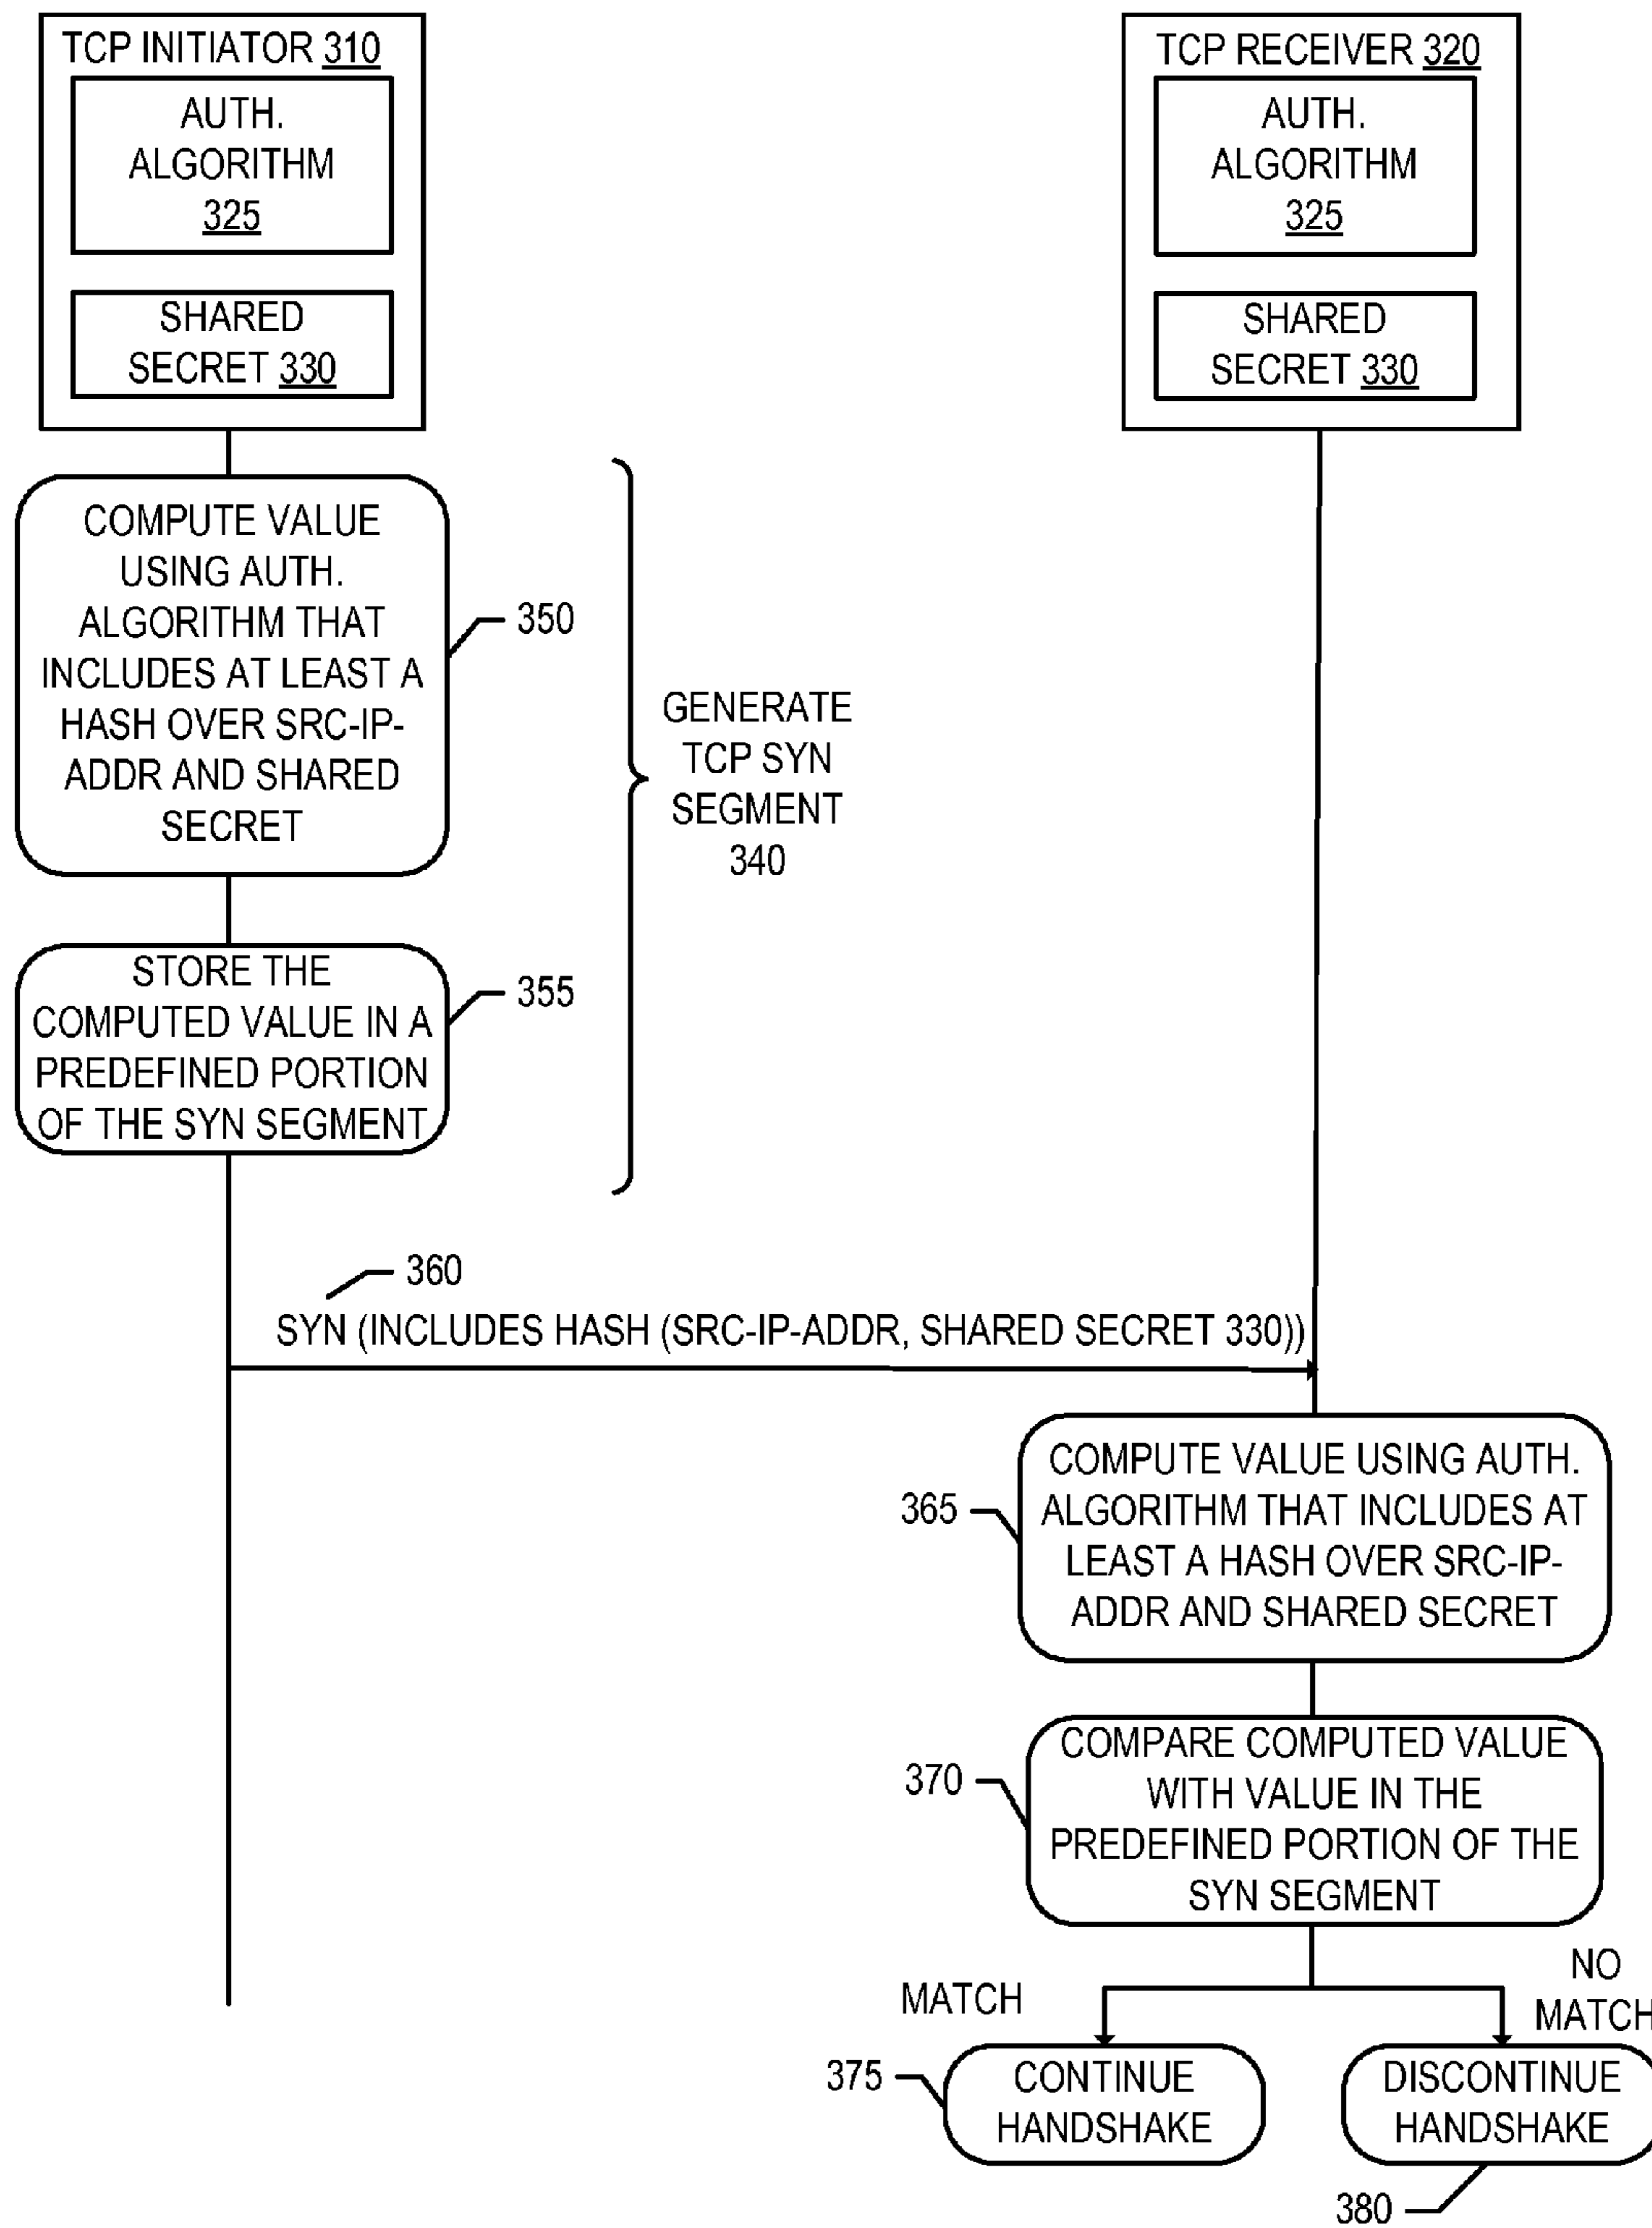 TCP INITIATOR 310
AUTH.
ALGORITHM
325
SHARED
SECRET 330
TCP RECEIVER 320
AUTH.
ALGORITHM
325
SHARED
SECRET 330
COMPUTE VALUE
USING AUTH.
ALGORITHM THAT
INCLUDES AT LEAST A
HASH OVER SRC-IP-
ADDR AND SHARED
SECRET
350
STORE THE
COMPUTED VALUE IN A
PREDEFINED PORTION
OF THE SYN SEGMENT
355
GENERATE
TCP SYN
SEGMENT
340
360
SYN (INCLUDES HASH (SRC-IP-ADDR, SHARED SECRET 330))
COMPUTE VALUE USING AUTH.
ALGORITHM THAT INCLUDES AT
LEAST A HASH OVER SRC-IP-
ADDR AND SHARED SECRET
365
COMPARE COMPUTED VALUE
WITH VALUE IN THE
PREDEFINED PORTION OF THE
SYN SEGMENT
370
MATCH
NO
MATCH
375
CONTINUE
HANDSHAKE
DISCONTINUE
HANDSHAKE
380